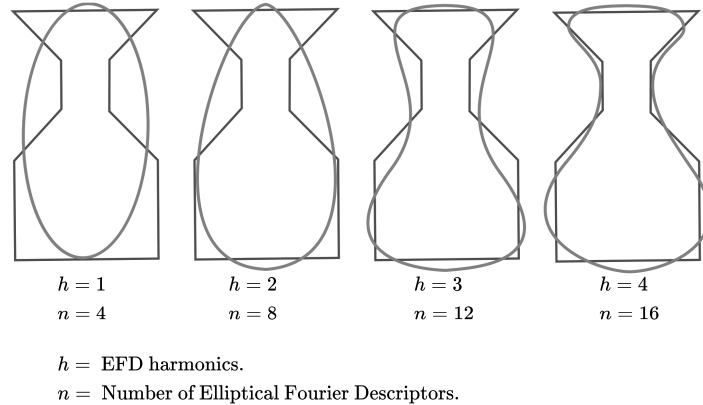 h = 1 h = 2 h = 3 h = 4
n = 4 n = 8 n = 12 n = 16
h = EFD harmonics.
n = Number of Elliptical Fourier Descriptors.